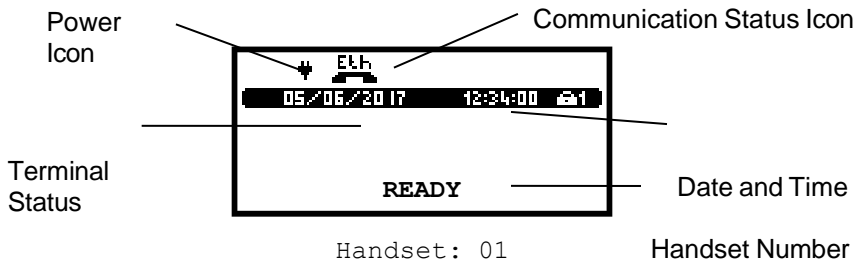 Power Icon
Communication Status Icon
Eth
05/06/2017 12:34:00 1
Terminal Status
READY
Date and Time
Handset: 01
Handset Number